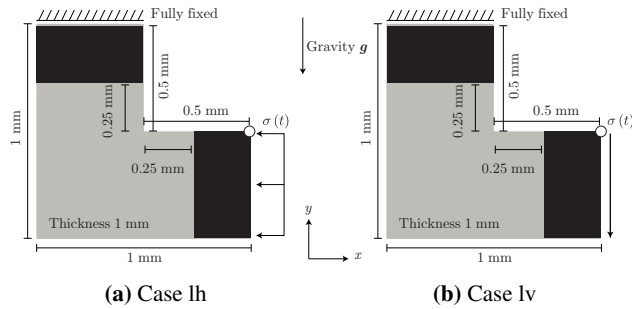 Fully fixed
Gravity g
1 mm
0.5 mm
0.25 mm
0.5 mm
σ (t)
0.25 mm
Thickness 1 mm
1 mm
y
x
(a) Case lh
Fully fixed
1 mm
0.5 mm
0.25 mm
0.5 mm
σ (t)
0.25 mm
Thickness 1 mm
1 mm
(b) Case lv